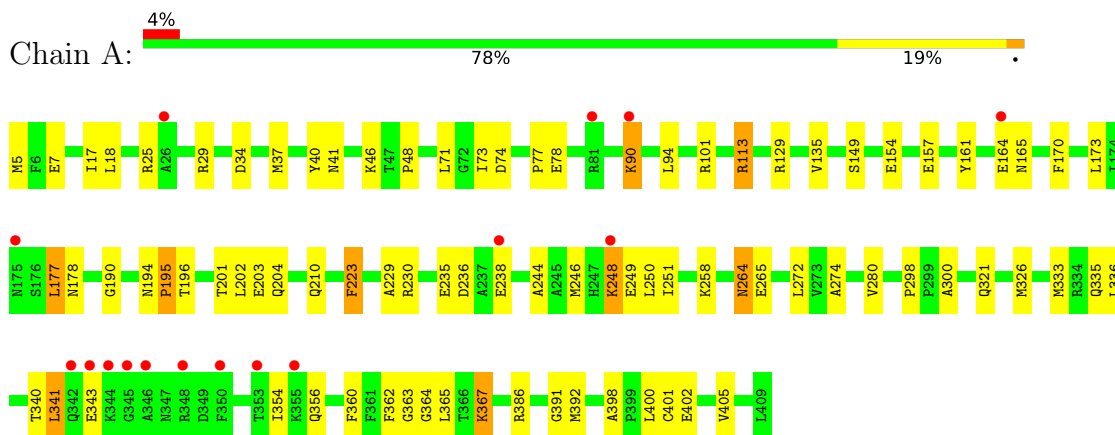 4%
Chain A:
78% 19% •
M5 F6 E7 I17 L18 R25 A26 R29 D34 M37 Y40 N41 K46 T47 P48 L71 G72 I73 D74 P77 E78 R81 K90 L94 R101 R113 R129 V135 S149 E154 E157 Y161 E164 N165 F170 L173 I174
N175 S176 L177 N178 G190 N194 P195 T196 T201 L202 E203 Q204 Q210 F223 A229 R230 E235 D236 A237 E238 A244 A245 M246 H247 K248 E249 L250 I251 K258 N264 E265 L272 V273 A274 V280 P298 P299 A300 Q321 M326 M333 R334 Q335 L336
T340 L341 Q342 E343 K344 G345 A346 N347 R348 D349 F350 T353 I354 K355 Q356 F360 F361 F362 G363 G364 L365 T366 K367 R386 G391 M392 A398 P399 L400 C401 E402 V405 L409